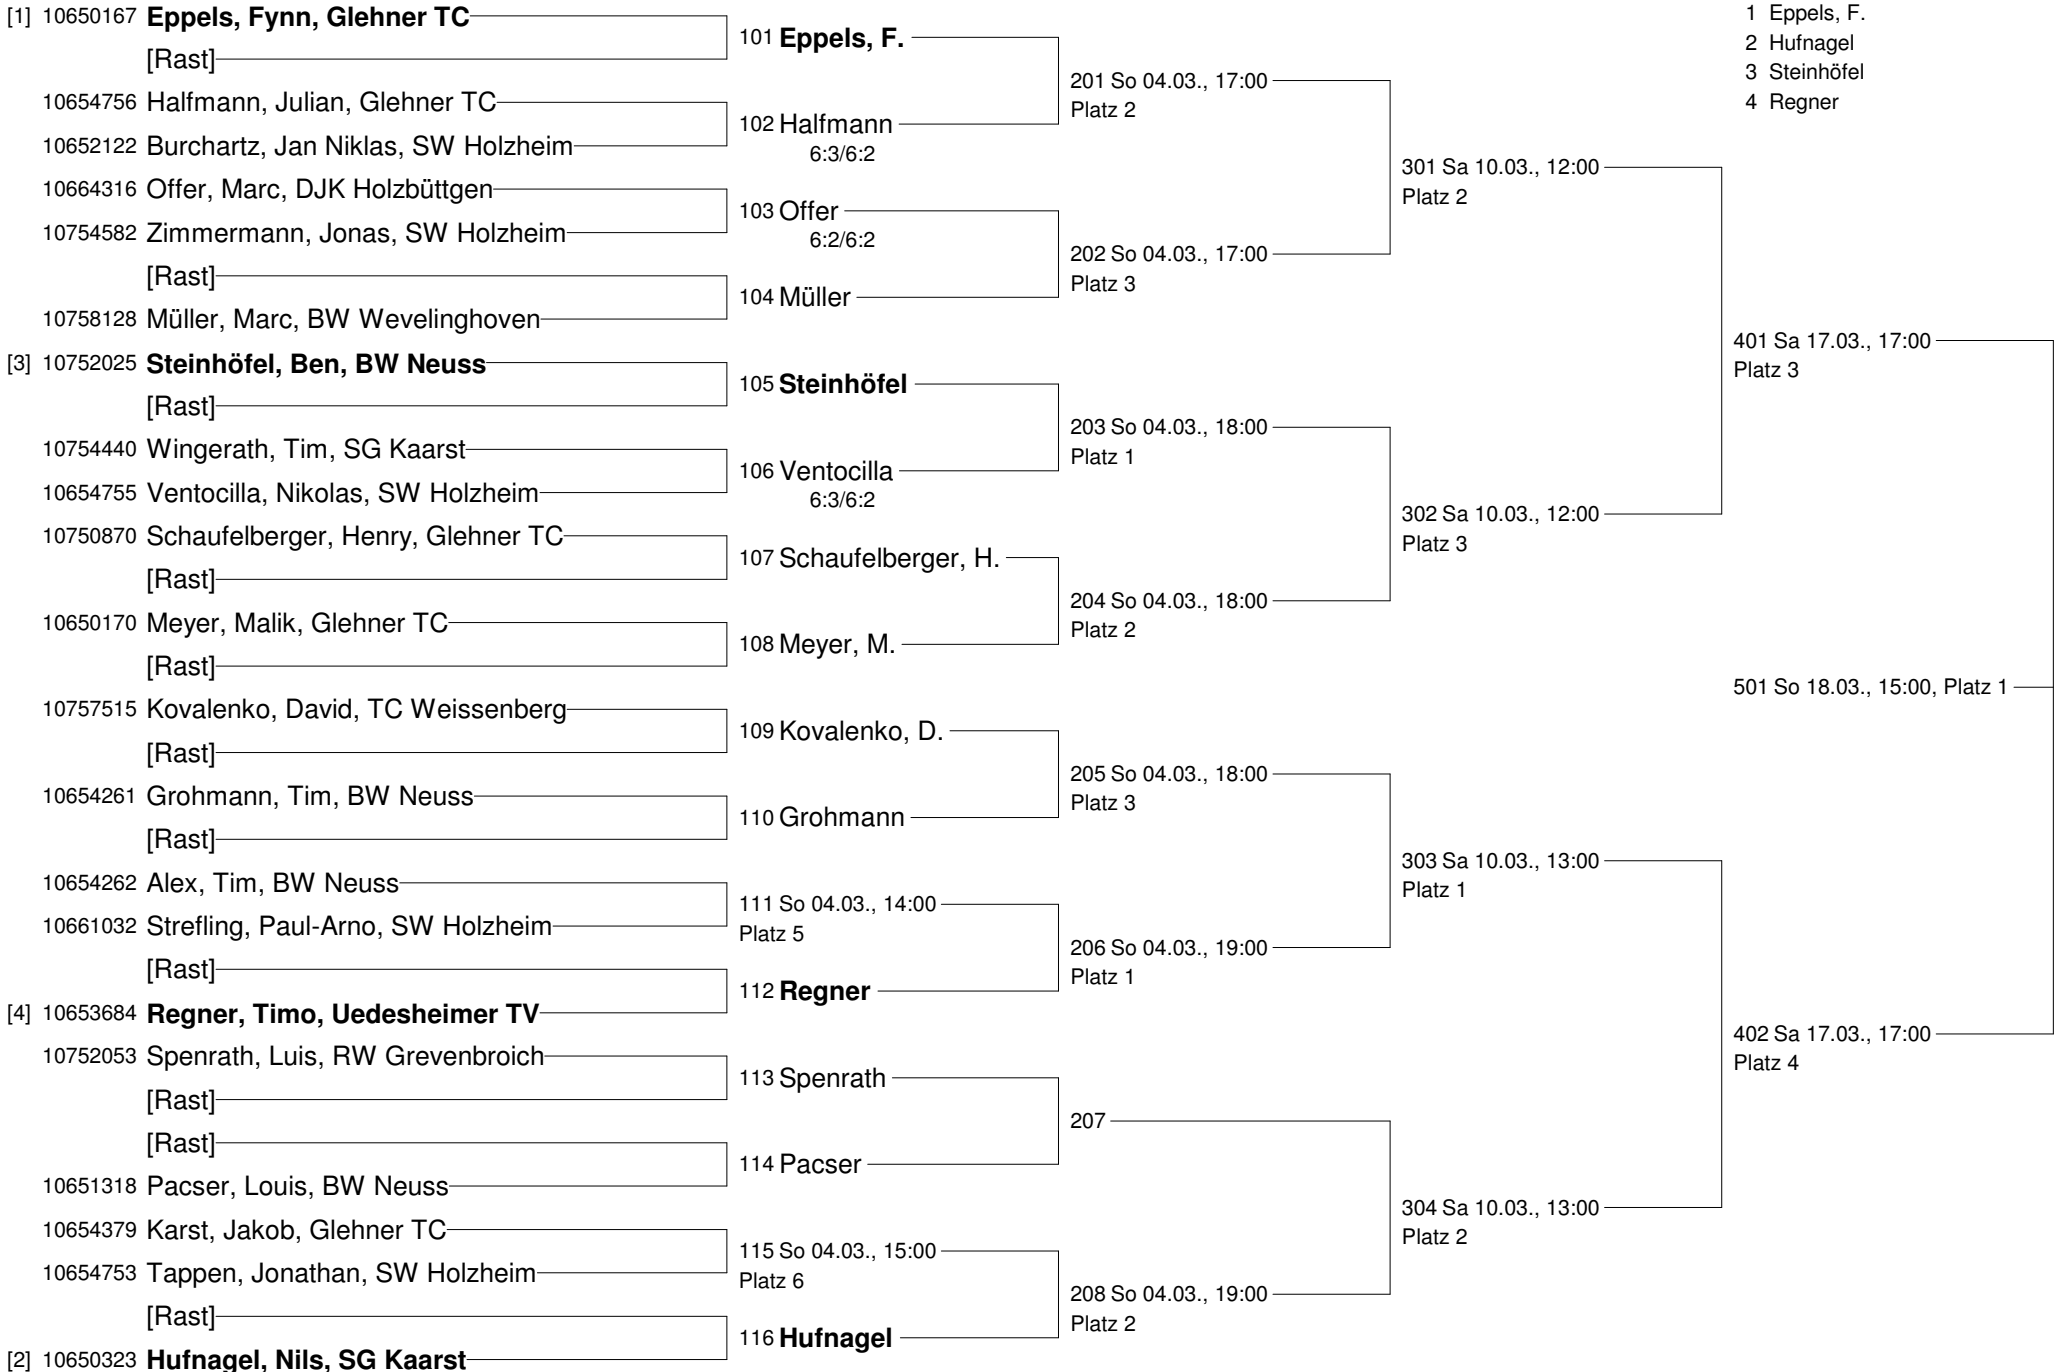 [1] 10650167 Eppels, Fynn, Glehner TC
[Rast]
10654756 Halfmann, Julian, Glehner TC
10652122 Burchartz, Jan Niklas, SW Holzheim
10664316 Offer, Marc, DJK Holzbüttgen
10754582 Zimmermann, Jonas, SW Holzheim
[Rast]
10758128 Müller, Marc, BW Wevelinghoven
[3] 10752025 Steinhöfel, Ben, BW Neuss
[Rast]
10754440 Wingerath, Tim, SG Kaarst
10654755 Ventocilla, Nikolas, SW Holzheim
10750870 Schaufelberger, Henry, Glehner TC
[Rast]
10650170 Meyer, Malik, Glehner TC
[Rast]
10757515 Kovalenko, David, TC Weissenberg
[Rast]
10654261 Grohmann, Tim, BW Neuss
[Rast]
10654262 Alex, Tim, BW Neuss
10661032 Strefling, Paul-Arno, SW Holzheim
[Rast]
[4] 10653684 Regner, Timo, Uedesheimer TV
10752053 Spenrath, Luis, RW Grevenbroich
[Rast]
[Rast]
10651318 Pacser, Louis, BW Neuss
10654379 Karst, Jakob, Glehner TC
10654753 Tappen, Jonathan, SW Holzheim
[Rast]
[2] 10650323 Hufnagel, Nils, SG Kaarst
101 Eppels, F.
102 Halfmann
6:3/6:2
103 Offer
6:2/6:2
104 Müller
105 Steinhöfel
106 Ventocilla
6:3/6:2
107 Schaufelberger, H.
108 Meyer, M.
109 Kovalenko, D.
110 Grohmann
111 So 04.03., 14:00
Platz 5
112 Regner
113 Spenrath
114 Pacser
115 So 04.03., 15:00
Platz 6
116 Hufnagel
201 So 04.03., 17:00
Platz 2
202 So 04.03., 17:00
Platz 3
203 So 04.03., 18:00
Platz 1
204 So 04.03., 18:00
Platz 2
205 So 04.03., 18:00
Platz 3
206 So 04.03., 19:00
Platz 1
207
208 So 04.03., 19:00
Platz 2
301 Sa 10.03., 12:00
Platz 2
302 Sa 10.03., 12:00
Platz 3
303 Sa 10.03., 13:00
Platz 1
304 Sa 10.03., 13:00
Platz 2
1 Eppels, F.
2 Hufnagel
3 Steinhöfel
4 Regner
401 Sa 17.03., 17:00
Platz 3
501 So 18.03., 15:00, Platz 1
402 Sa 17.03., 17:00
Platz 4